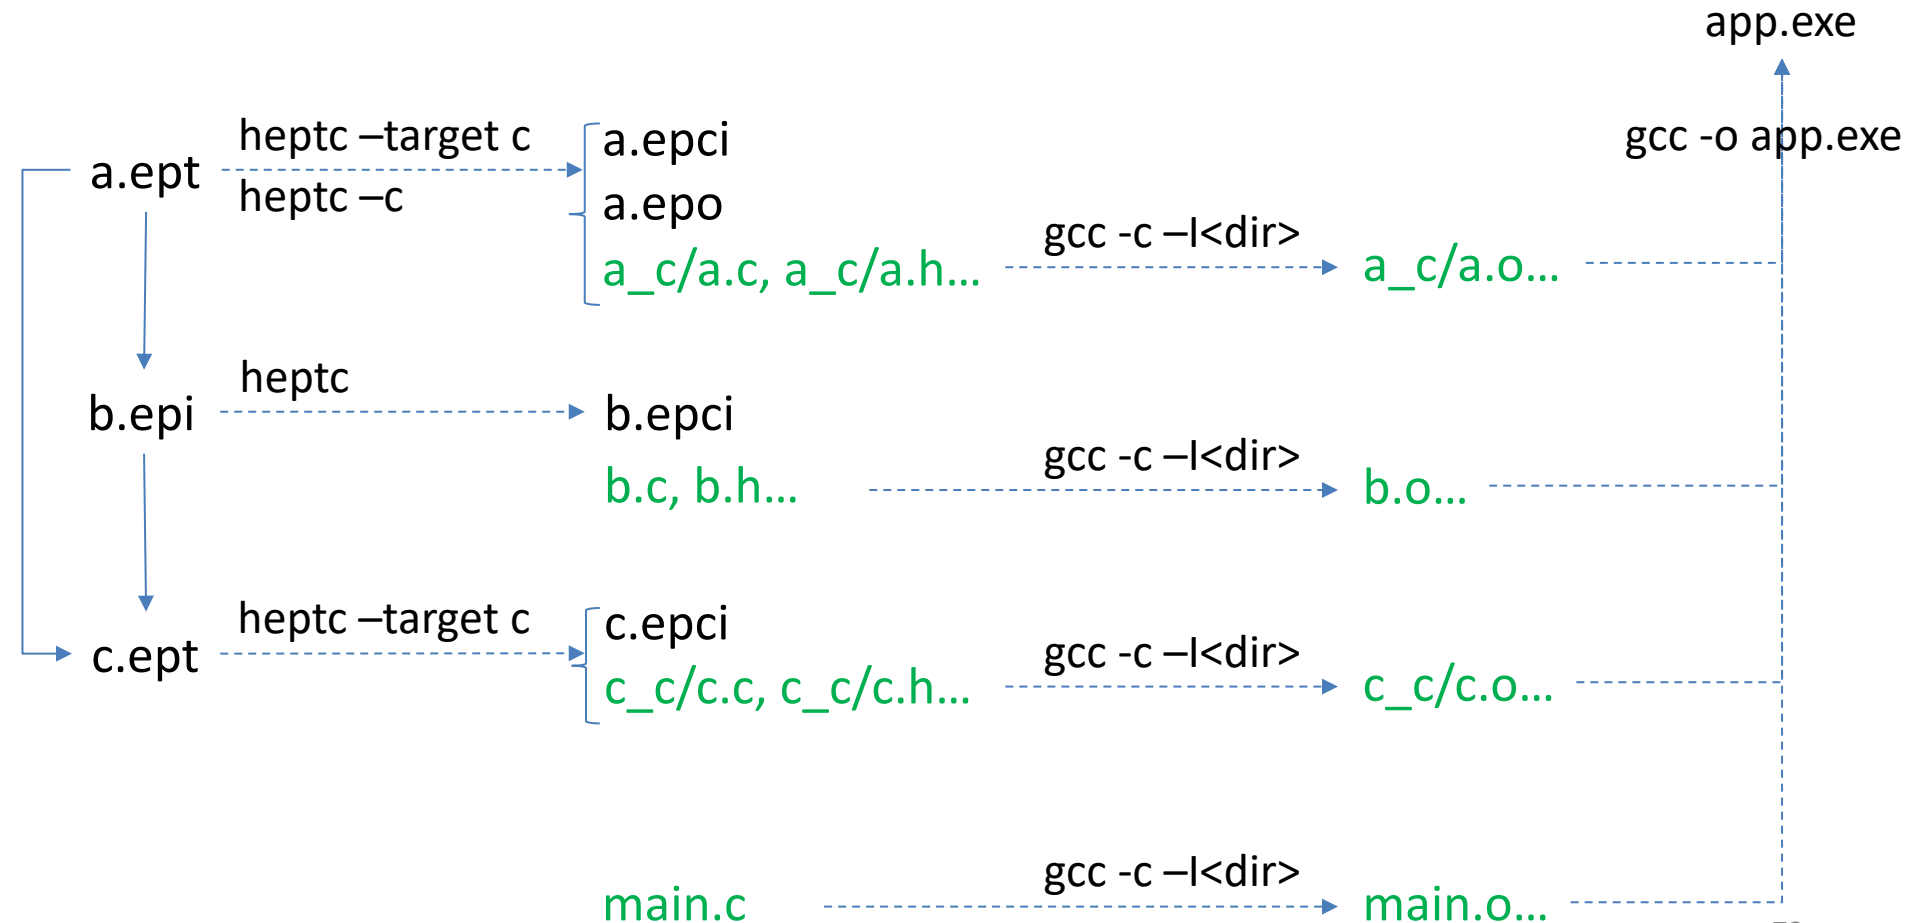 app.exe
gcc -o app.exe
heptc –target c
a.ept
heptc –c
a.epci
a.epo
a_c/a.c, a_c/a.h...
gcc -c –I<dir>
a_c/a.o...
b.epi
heptc
b.epci
b.c, b.h...
gcc -c –I<dir>
b.o...
c.ept
heptc –target c
c.epci
c_c/c.c, c_c/c.h...
gcc -c –I<dir>
c_c/c.o...
main.c
gcc -c –I<dir>
main.o...